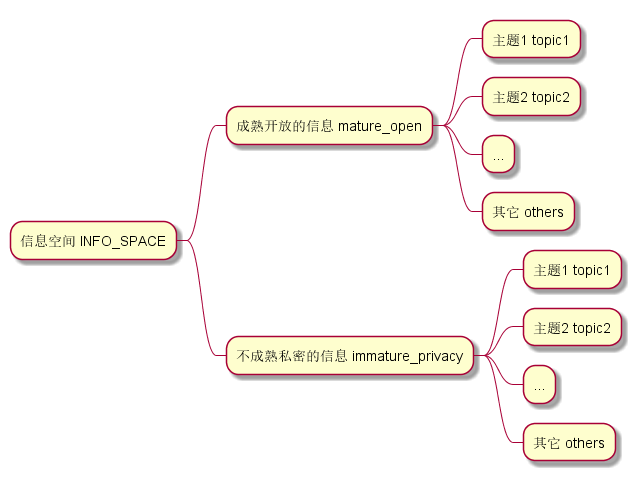 信息空间 INFO_SPACE
成熟开放的信息 mature_open
主题1 topic1
主题2 topic2
...
其它 others
不成熟私密的信息 immature_privacy
主题1 topic1
主题2 topic2
...
其它 others